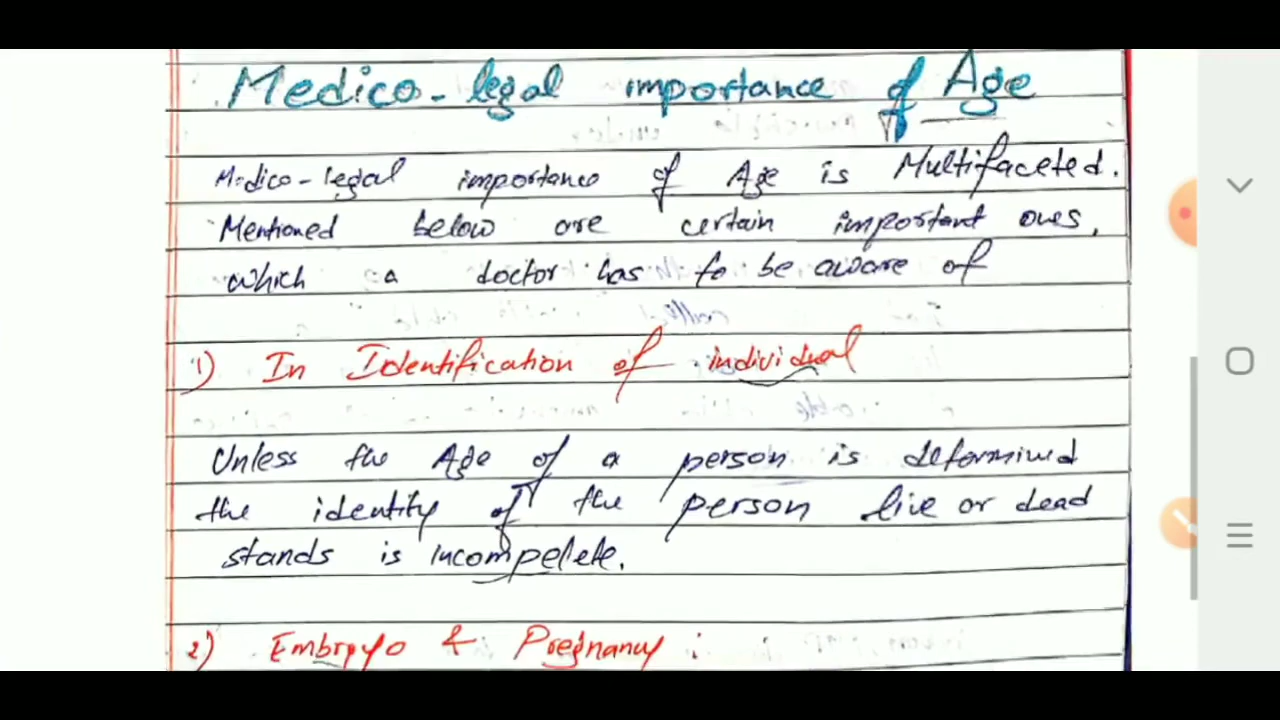 Medico-legal importance of Age
Medico-legal importance of Age is Multifaceted.
Mentioned below are certain important ones,
which a doctor has to be aware of
1) In Identification of individual
Unless the Age of a person is determined
the identity of the person live or dead
stands is incompelete.
2) Embryo & Pregnancy :